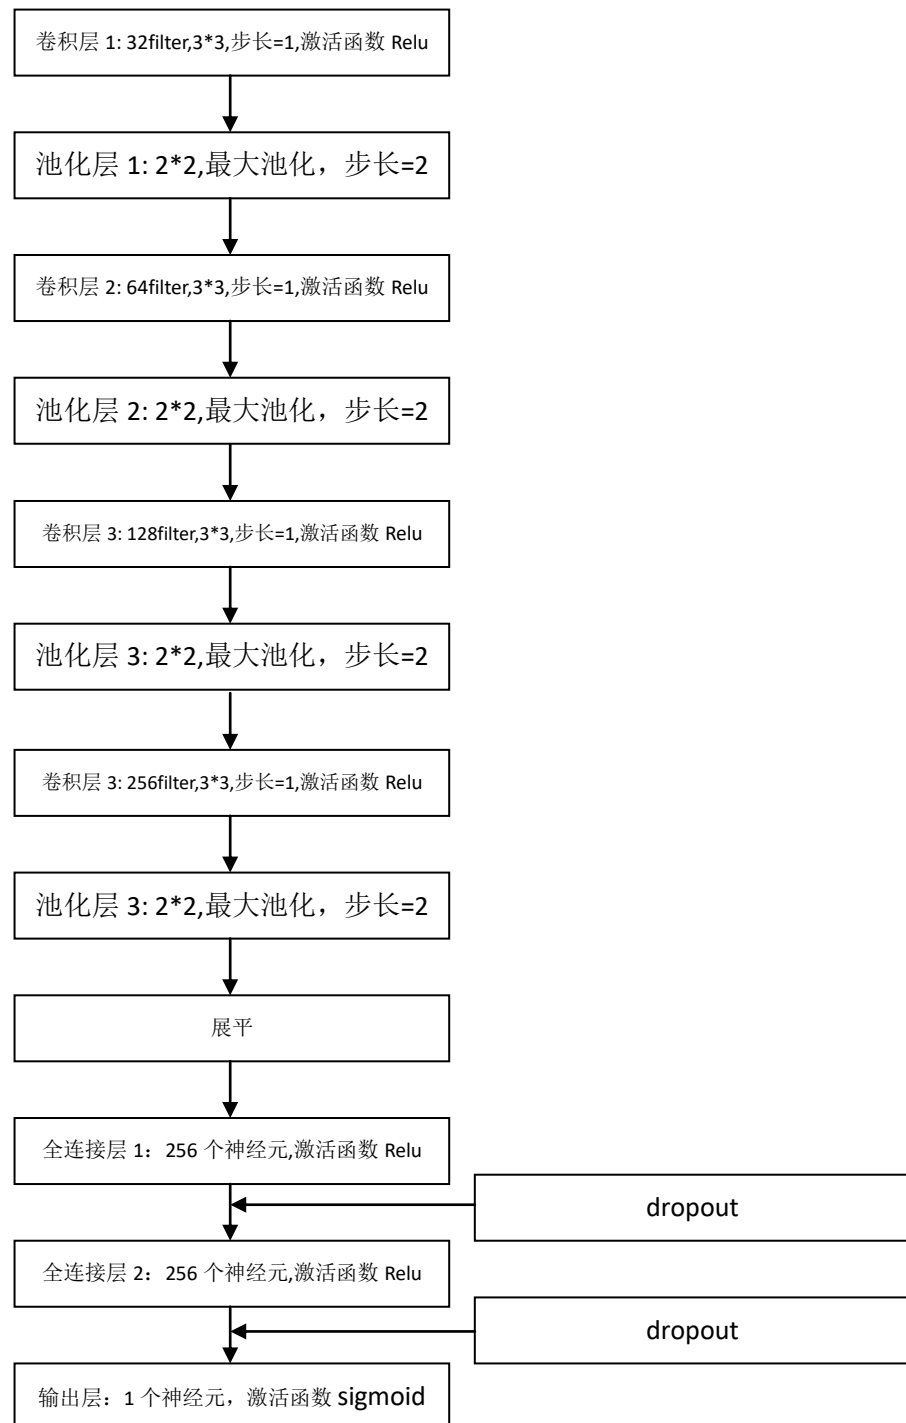 卷积层 1: 32filter,3*3,步长=1,激活函数 Relu
池化层 1: 2*2,最大池化，步长=2
卷积层 2: 64filter,3*3,步长=1,激活函数 Relu
池化层 2: 2*2,最大池化，步长=2
卷积层 3: 128filter,3*3,步长=1,激活函数 Relu
池化层 3: 2*2,最大池化，步长=2
卷积层 3: 256filter,3*3,步长=1,激活函数 Relu
池化层 3: 2*2,最大池化，步长=2
展平
全连接层 1：256 个神经元,激活函数 Relu
dropout
全连接层 2：256 个神经元,激活函数 Relu
dropout
输出层：1 个神经元，激活函数 sigmoid